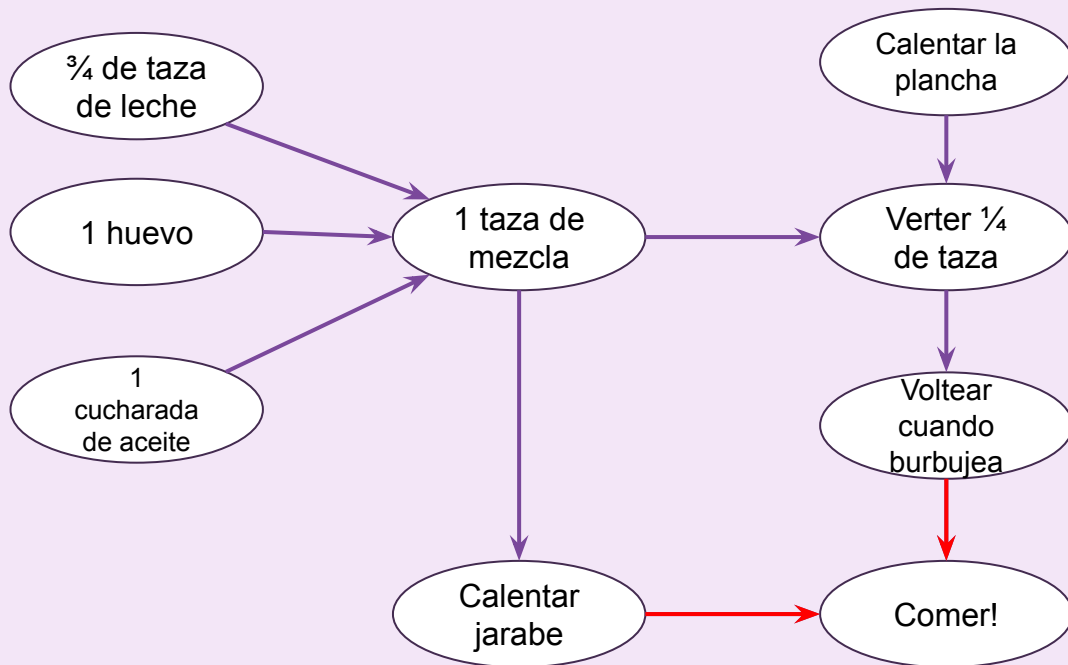 ¾ de taza
de leche
1 huevo
1
cucharada
de aceite
1 taza de
mezcla
Calentar
jarabe
Calentar la
plancha
Verter ¼
de taza
Voltear
cuando
burbujea
Comer!